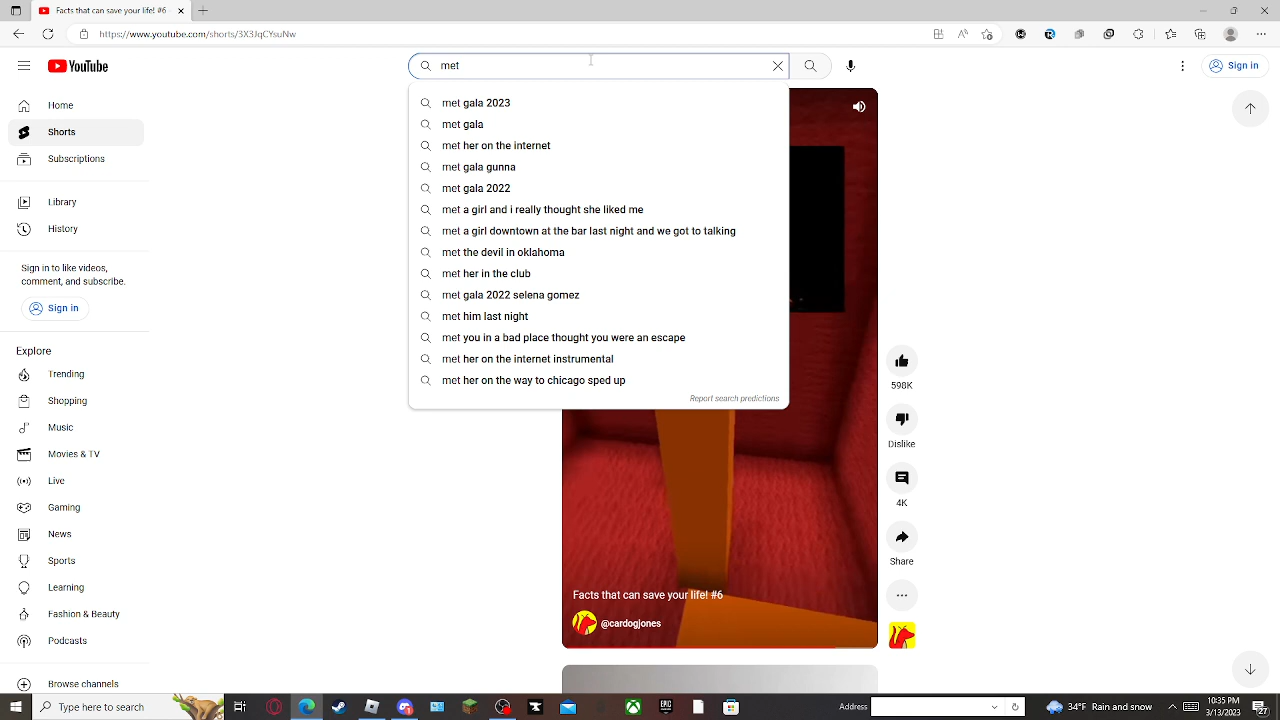 YouTube Facts that can save your life! #6 -
https://www.youtube.com/shorts/3X3JqCYsuNw
YouTube
met
Sign in
Home
Shorts
Subscriptions
Library
History
Sign in to like videos,
comment, and subscribe.
Sign in
Explore
Trending
Shopping
Music
Movies & TV
Live
Gaming
News
Sports
Learning
Fashion & Beauty
Podcasts
Browse channels
met gala 2023
met gala
met her on the internet
met gala gunna
met gala 2022
met a girl and i really thought she liked me
met a girl downtown at the bar last night and we got to talking
met the devil in oklahoma
met her in the club
met gala 2022 selena gomez
met him last night
met you in a bad place thought you were an escape
met her on the internet instrumental
met her on the way to chicago sped up
Report search predictions
598K
Dislike
4K
Share
Facts that can save your life! #6
@cardogjones
Type here to search
Address
34°F Rain and snow
10:35 PM
3/13/2023